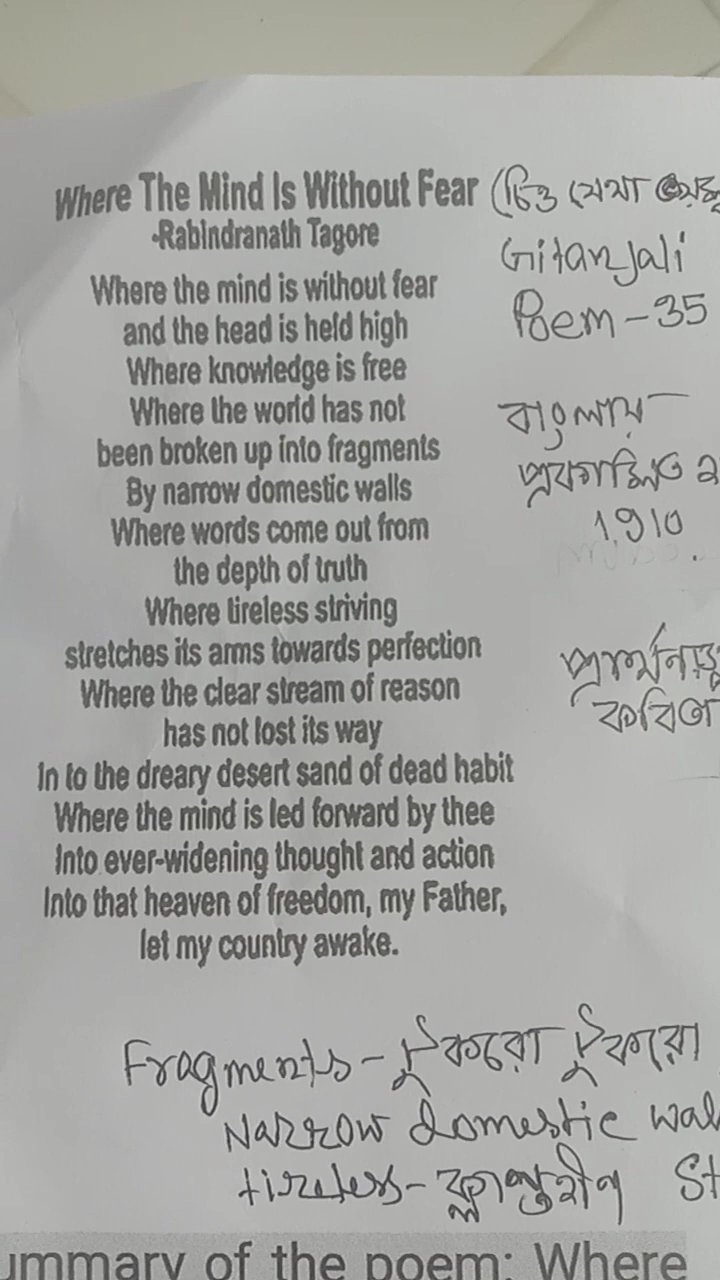 Where The Mind Is Without Fear (চিত্ত যেথা
-Rabindranath Tagore
Gitanjali
Poem-35
Where the mind is without fear
and the head is held high
Where knowledge is free
Where the world has not
been broken up into fragments
By narrow domestic walls
Where words come out from
the depth of truth
Where tireless striving
stretches its arms towards perfection
Where the clear stream of reason
has not lost its way
In to the dreary desert sand of dead habit
Where the mind is led forward by thee
Into ever-widening thought and action
Into that heaven of freedom, my Father,
let my country awake.
বাংলায়
প্রকাশিত
1910
কবিতা
Fragments- টুকরো টুকরো
Narrow domestic wal
tireless- ক্লান্তহীন St
ummary of the poem: Where